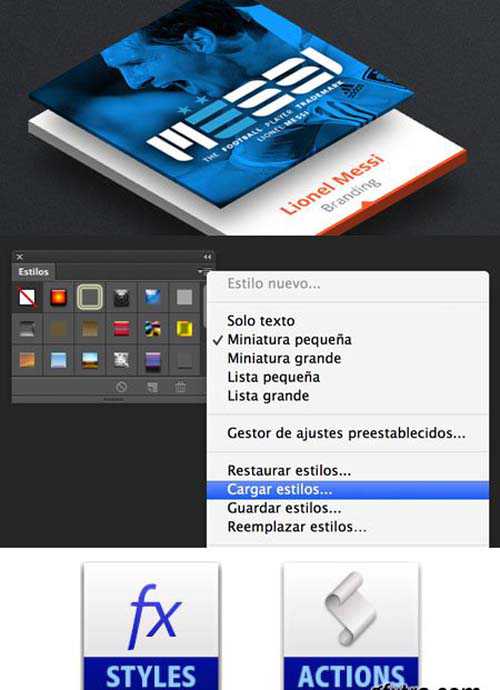 MESSI
THE FOOTBALL PLAYER TRADEMARK
LIONEL MESSI
adidas
Lionel Messi
Branding
Estilos
Estilo nuevo...
Solo texto
Miniatura pequeña
Miniatura grande
Lista pequeña
Lista grande
Gestor de ajustes preestablecidos...
Restaurar estilos...
Cargar estilos...
Guardar estilos...
Reemplazar estilos...
fx
STYLES
ACTIONS